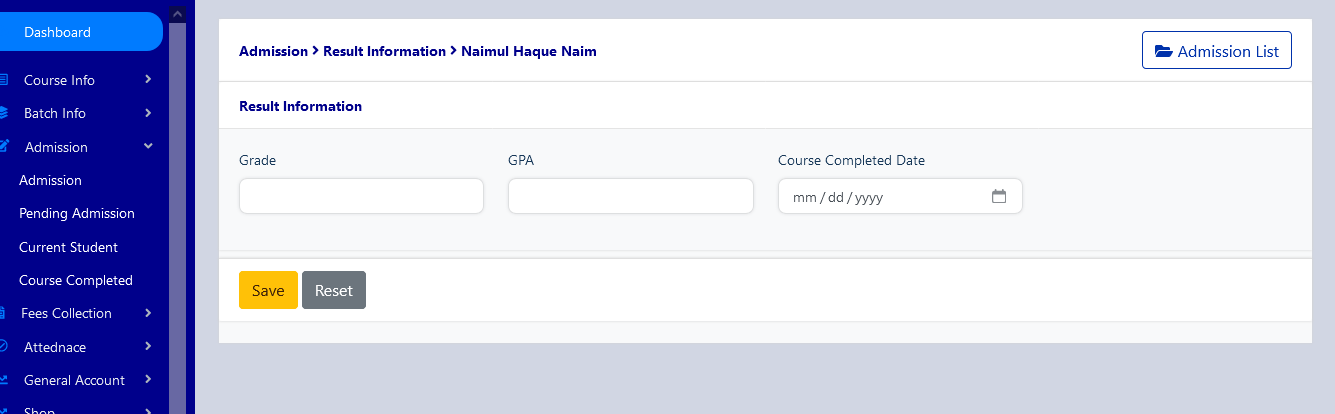 Dashboard
Course Info
Batch Info
Admission
Admission
Pending Admission
Current Student
Course Completed
Fees Collection
Attednace
General Account
Shop
Admission > Result Information > Naimul Haque Naim
Admission List
Result Information
Grade
GPA
Course Completed Date
mm / dd / yyyy
Save
Reset